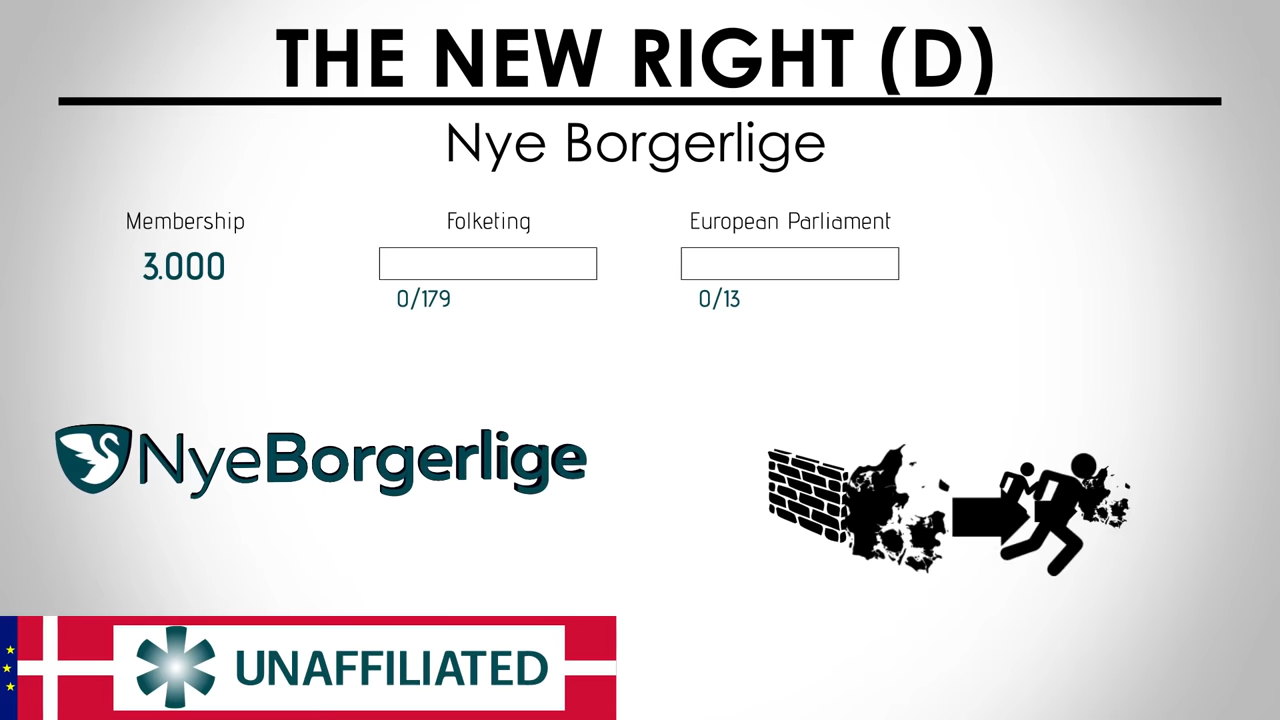 THE NEW RIGHT (D)
Nye Borgerlige
Membership
Folketing
European Parliament
3.000
0/179
0/13
NyeBorgerlige
UNAFFILIATED